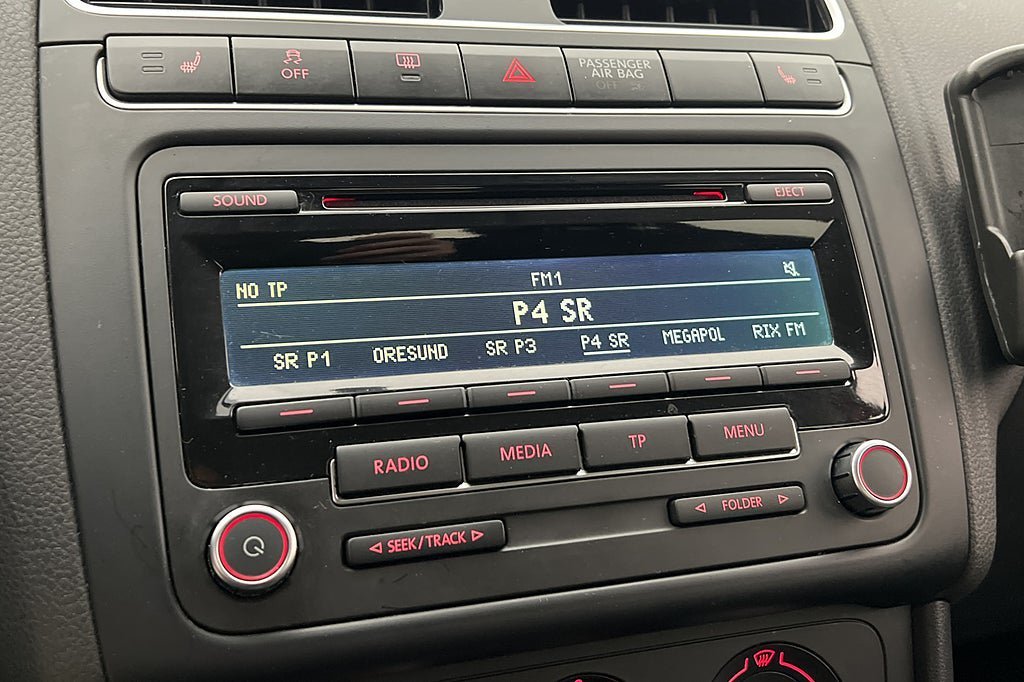 OFF
PASSENGER
AIR BAG
OFF
SOUND
EJECT
NO TP
FM1
P4 SR
SR P1 ORESUND SR P3 P4 SR MEGAPOL RIX FM
RADIO MEDIA TP MENU
SEEK/TRACK
FOLDER